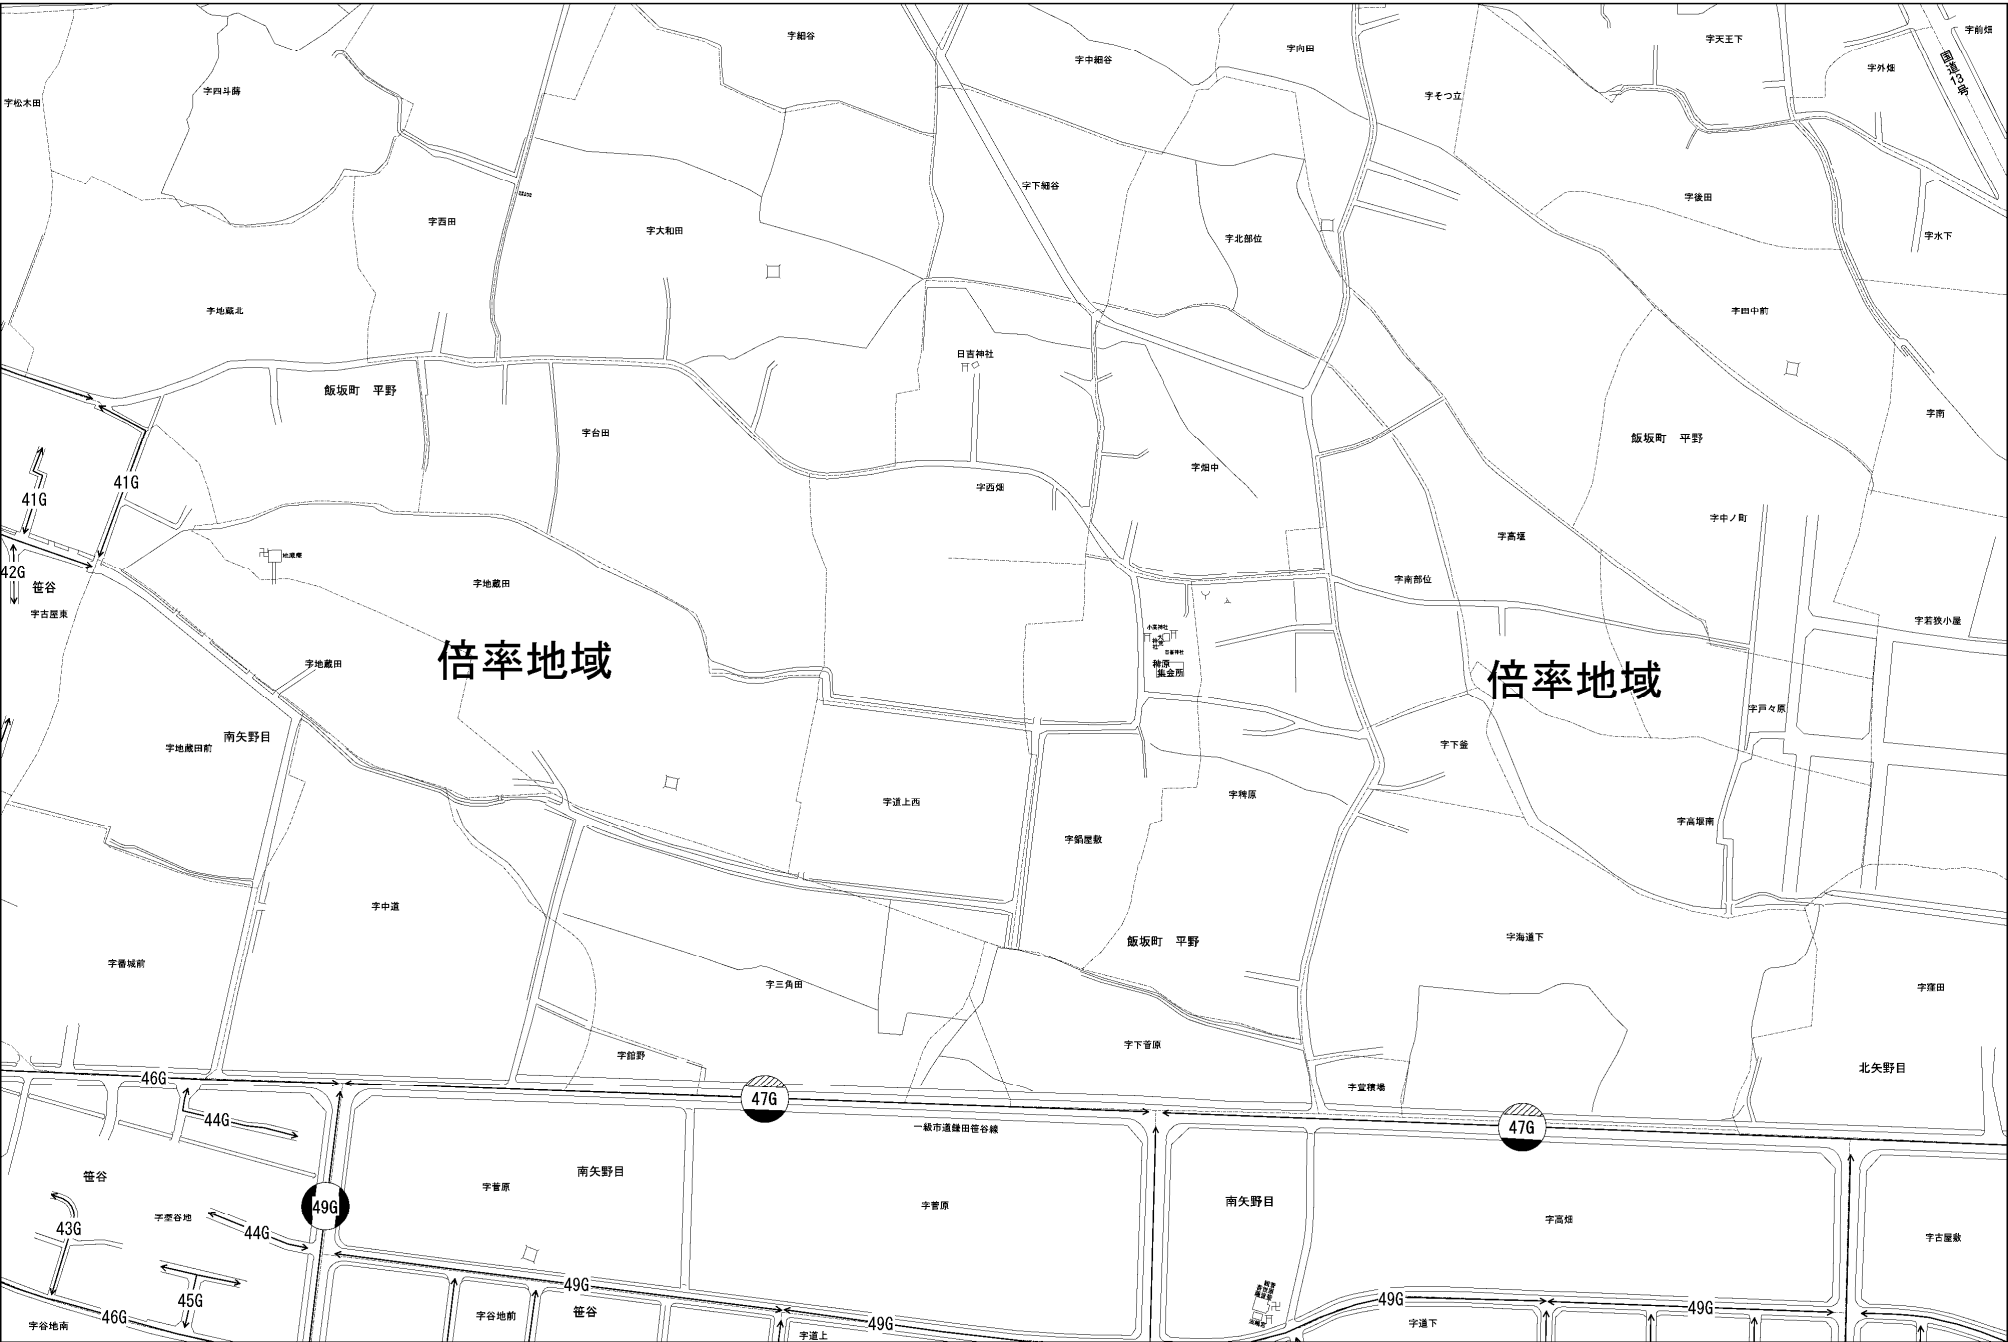 字細谷
字中細谷
字向田
字天王下
字前畑
国道13号
字外畑
字松木田
字四斗蒔
字そつ立
字下細谷
字後田
字西田
字大和田
字北部位
字水下
字地蔵北
字田中前
日吉神社
飯坂町 平野
字南
字台田
飯坂町 平野
字畑中
41G
41G
字西畑
字中ノ町
字高堰
42G
笹谷
字地蔵田
字南部位
字古屋東
字若狭小屋
倍率地域
字地蔵田
集会所
倍率地域
字戸々原
南矢野目
字地蔵田前
字下釜
字道上西
字稗原
字高堰南
字鍋屋敷
字中道
飯坂町 平野
字海道下
字番城前
字三角田
字窪田
字下菅原
字舘野
北矢野目
46G
字萱積場
47G
44G
一級市道鎌田笹谷線
47G
笹谷
南矢野目
字菅原
49G
字菅原
南矢野目
字高畑
43G
44G
字古屋敷
49G
45G
46G
49G
49G
字谷地南
字谷地前
笹谷
49G
字道上
字道下